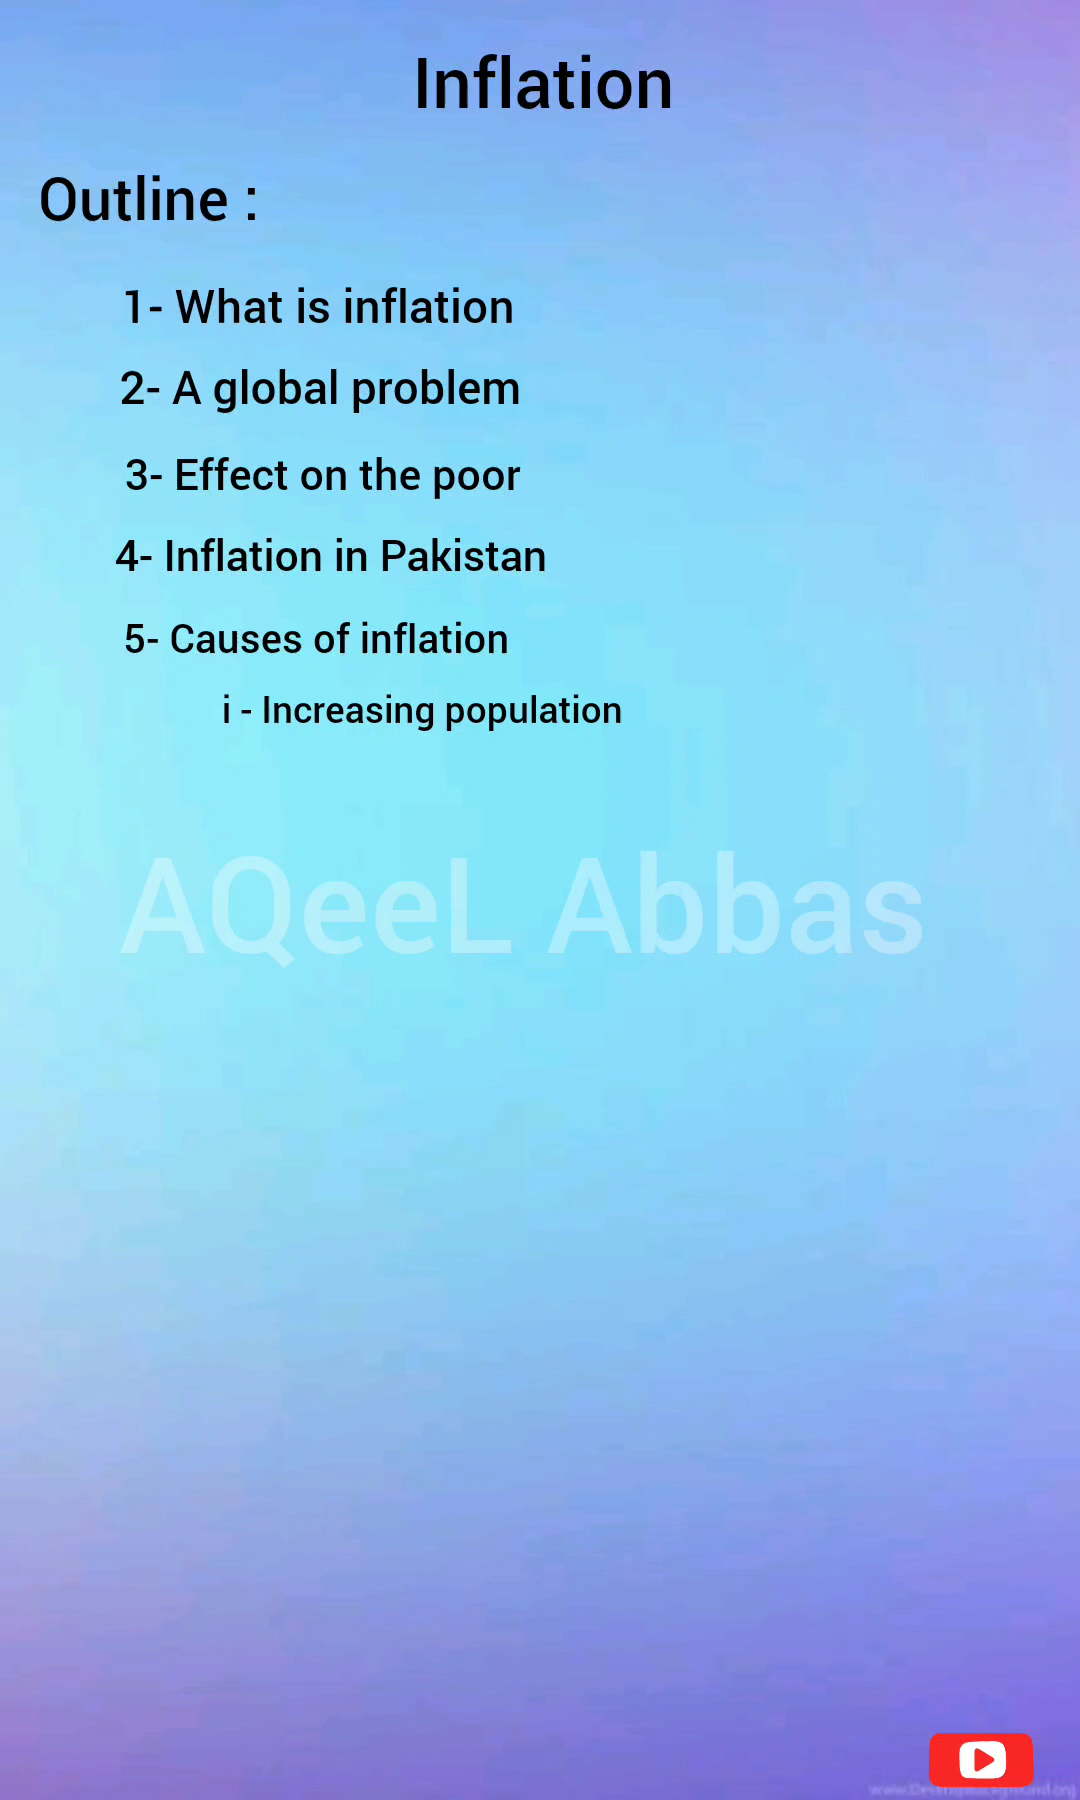 Inflation
Outline :
1- What is inflation
2- A global problem
3- Effect on the poor
4- Inflation in Pakistan
5- Causes of inflation
i - Increasing population
AQeeL Abbas